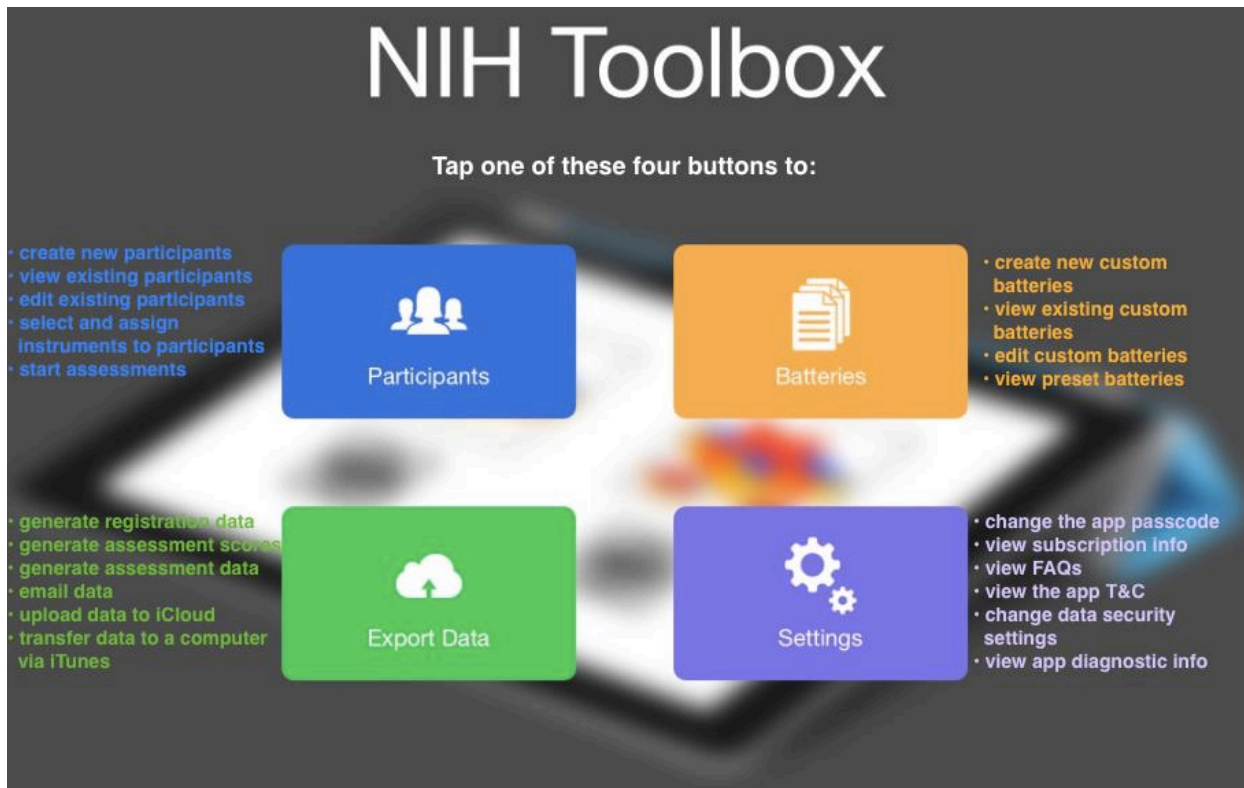 NIH Toolbox
Tap one of these four buttons to:
• create new participants
• view existing participants
• edit existing participants
• select and assign
instruments to participants
• start assessments
Participants
Batteries
• create new custom
batteries
• view existing custom
batteries
• edit custom batteries
• view preset batteries
• generate registration data
• generate assessment scores
• generate assessment data
• email data
• upload data to iCloud
• transfer data to a computer
via iTunes
Export Data
Settings
• change the app passcode
• view subscription info
• view FAQs
• view the app T&C
• change data security
settings
• view app diagnostic info